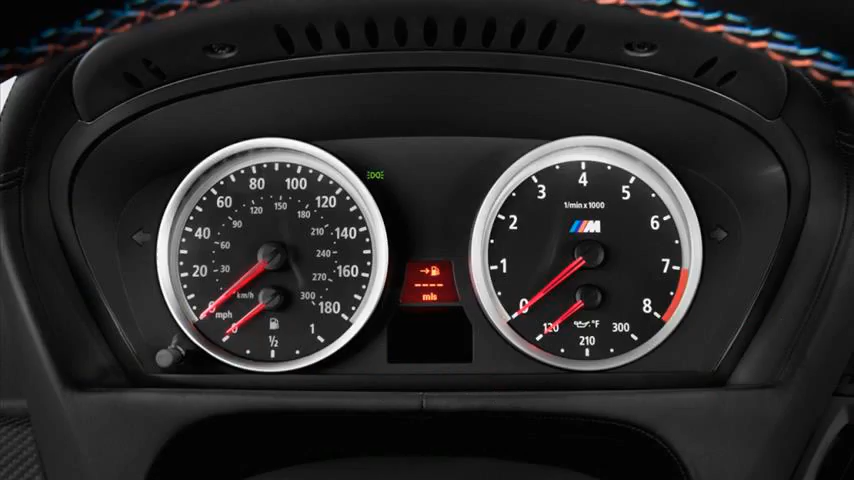 80 100
60 120
40 140
20 160
0 180
mph
90 120 150 180 210
60 240
30 270
km/h 300
0 ½ 1
→
----
mls
4
3 5
1/min x 1000
2 M 6
1 7
0 8
120 °F 300
210